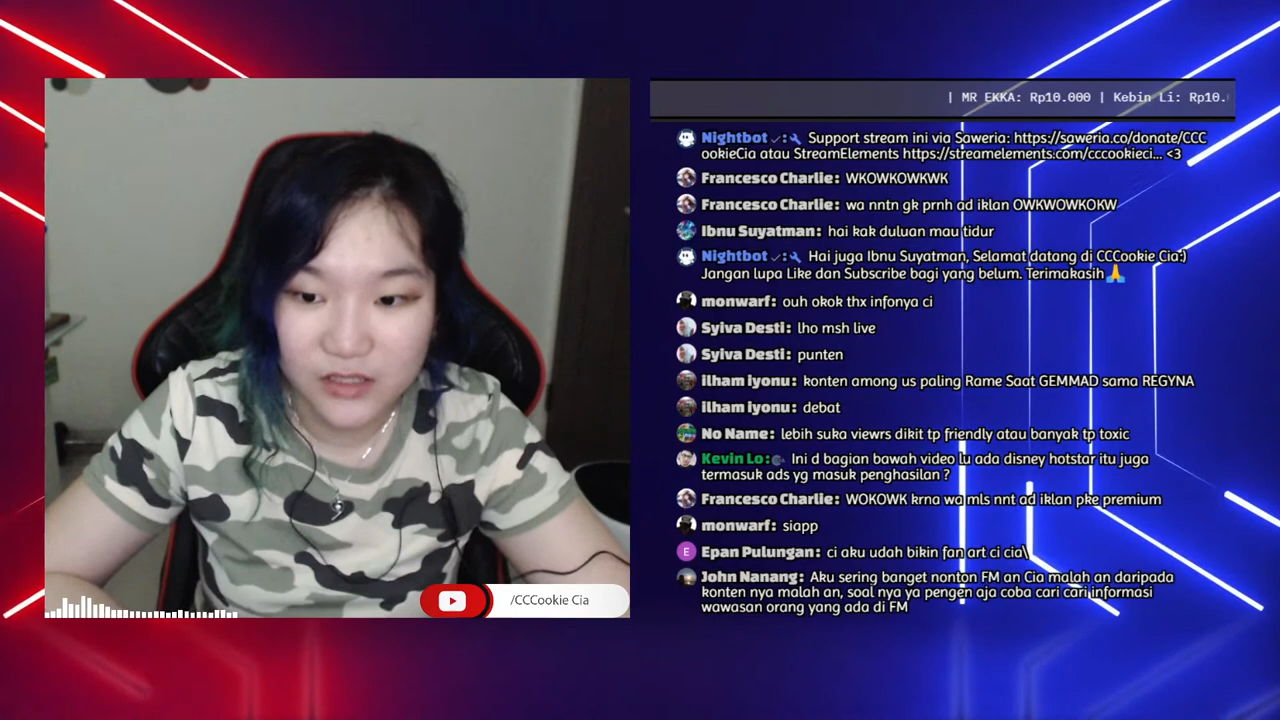 | MR EKKA: Rp10.000 | Kebin Li: Rp10.
Nightbot: Support stream ini via Saweria: https://saweria.co/donate/CCC
ookieCia atau StreamElements https://streamelements.com/cccookieci... <3
Francesco Charlie: WKOWKOWKWK
Francesco Charlie: wa nntn gk prnh ad iklan OWKWOWKOKW
Ibnu Suyatman: hai kak duluan mau tidur
Nightbot: Hai juga Ibnu Suyatman, Selamat datang di CCCookie Cia:)
Jangan lupa Like dan Subscribe bagi yang belum. Terimakasih🙏
monwarf: ouh okok thx infonya ci
Syiva Desti: lho msh live
Syiva Desti: punten
ilham iyonu: konten among us paling Rame Saat GEMMAD sama REGYNA
ilham iyonu: debat
No Name: lebih suka viewrs dikit tp friendly atau banyak tp toxic
Kevin Lo: Ini d bagian bawah video lu ada disney hotstar itu juga
termasuk ads yg masuk penghasilan ?
Francesco Charlie: WOKOWK krna wa mls nnt ad iklan pke premium
monwarf: siapp
E Epan Pulungan: ci aku udah bikin fan art ci cia\
John Nanang: Aku sering banget nonton FM an Cia malah an daripada
konten nya malah an, soal nya ya pengen aja coba cari cari informasi
wawasan orang yang ada di FM
/CCCookie Cia